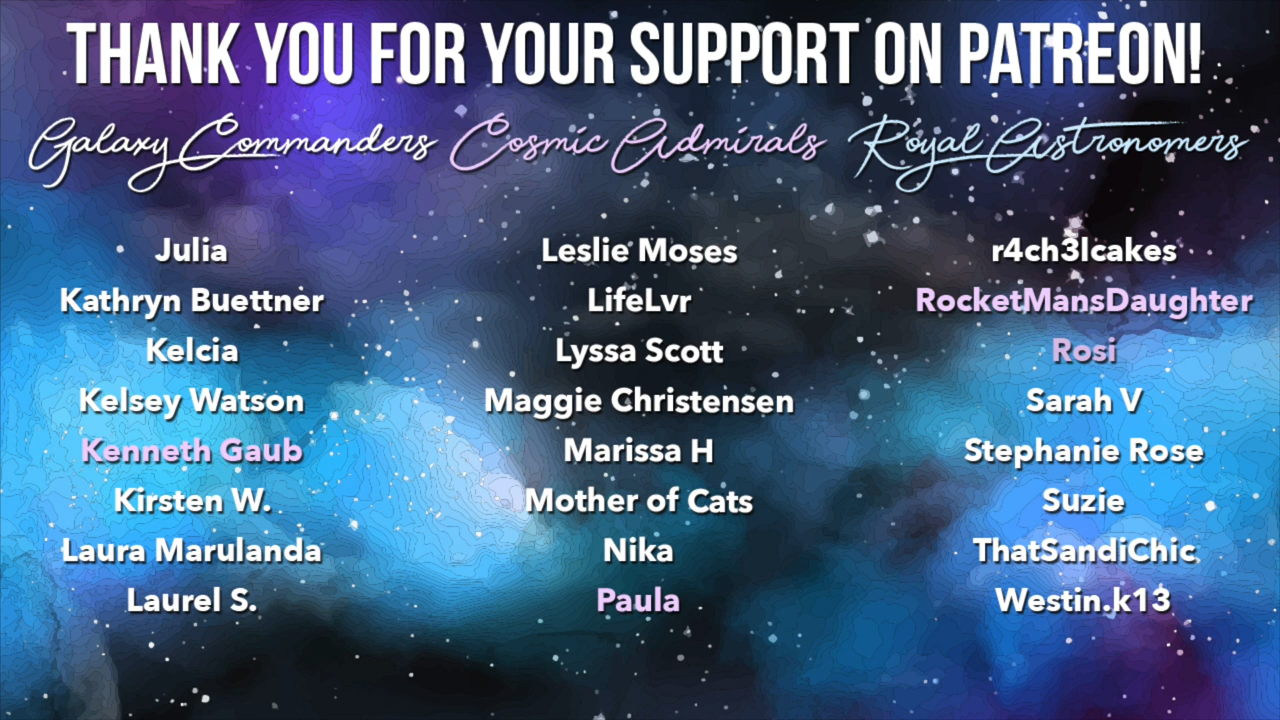 THANK YOU FOR YOUR SUPPORT ON PATREON!
Galaxy Commanders Cosmic Admirals Royal Astronomers
Julia
Kathryn Buettner
Kelcia
Kelsey Watson
Kenneth Gaub
Kirsten W.
Laura Marulanda
Laurel S.
Leslie Moses
LifeLvr
Lyssa Scott
Maggie Christensen
Marissa H
Mother of Cats
Nika
Paula
r4ch3lcakes
RocketMansDaughter
Rosi
Sarah V
Stephanie Rose
Suzie
ThatSandiChic
Westin.k13